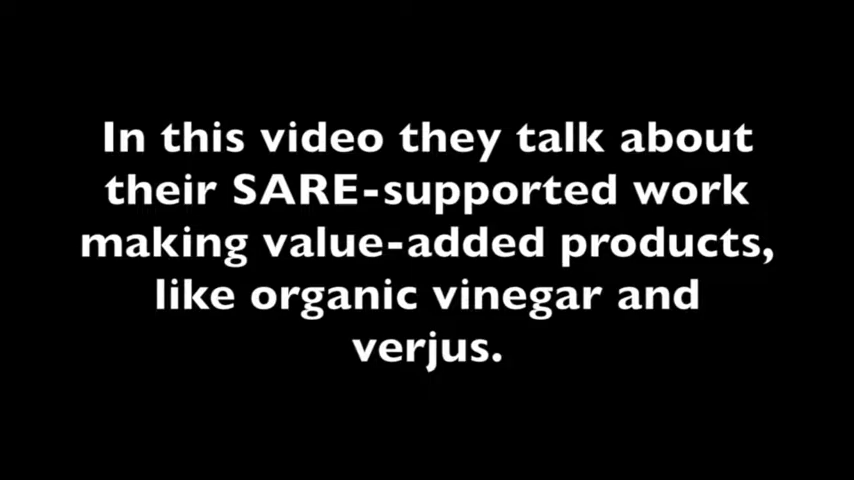 In this video they talk about
their SARE-supported work
making value-added products,
like organic vinegar and
verjus.